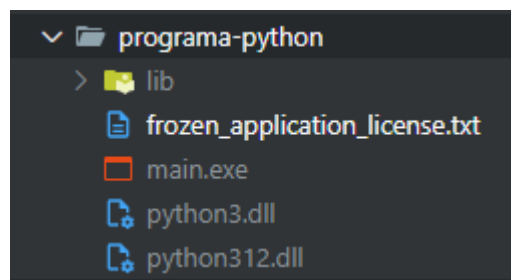 programa-python
lib
frozen_application_license.txt
main.exe
python3.dll
python312.dll